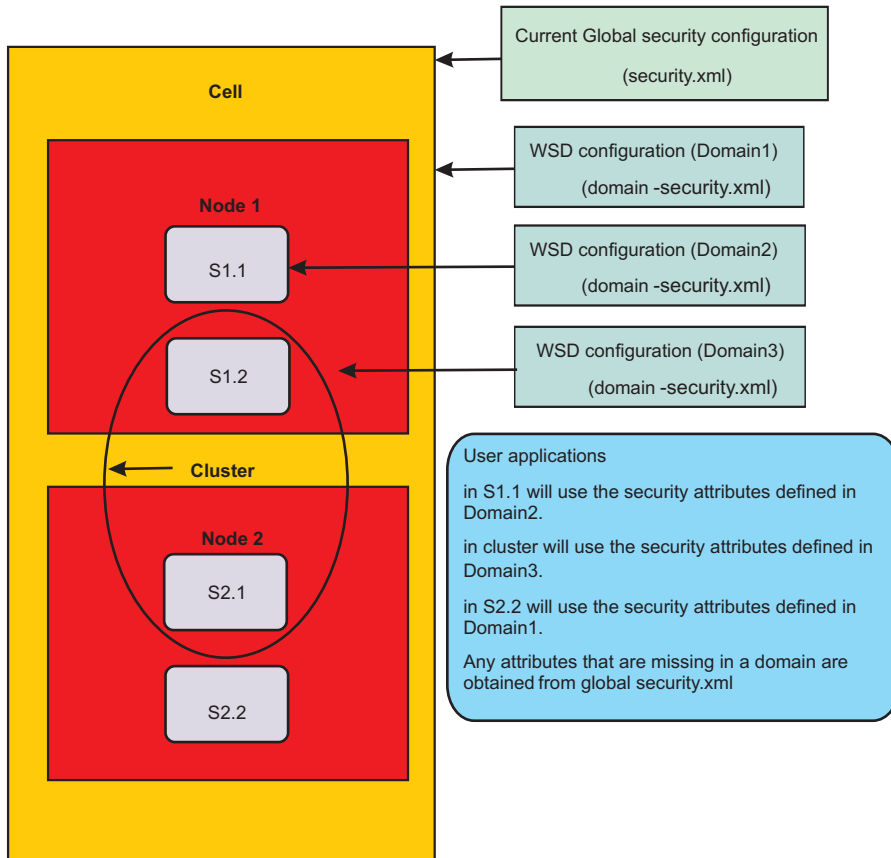 Current Global security configuration
(security.xml)
Cell
WSD configuration (Domain1)
(domain -security.xml)
Node 1
S1.1
WSD configuration (Domain2)
(domain -security.xml)
S1.2
WSD configuration (Domain3)
(domain -security.xml)
Cluster
Node 2
S2.1
S2.2
User applications
in S1.1 will use the security attributes defined in
Domain2.
in cluster will use the security attributes defined in
Domain3.
in S2.2 will use the security attributes defined in
Domain1.
Any attributes that are missing in a domain are
obtained from global security.xml